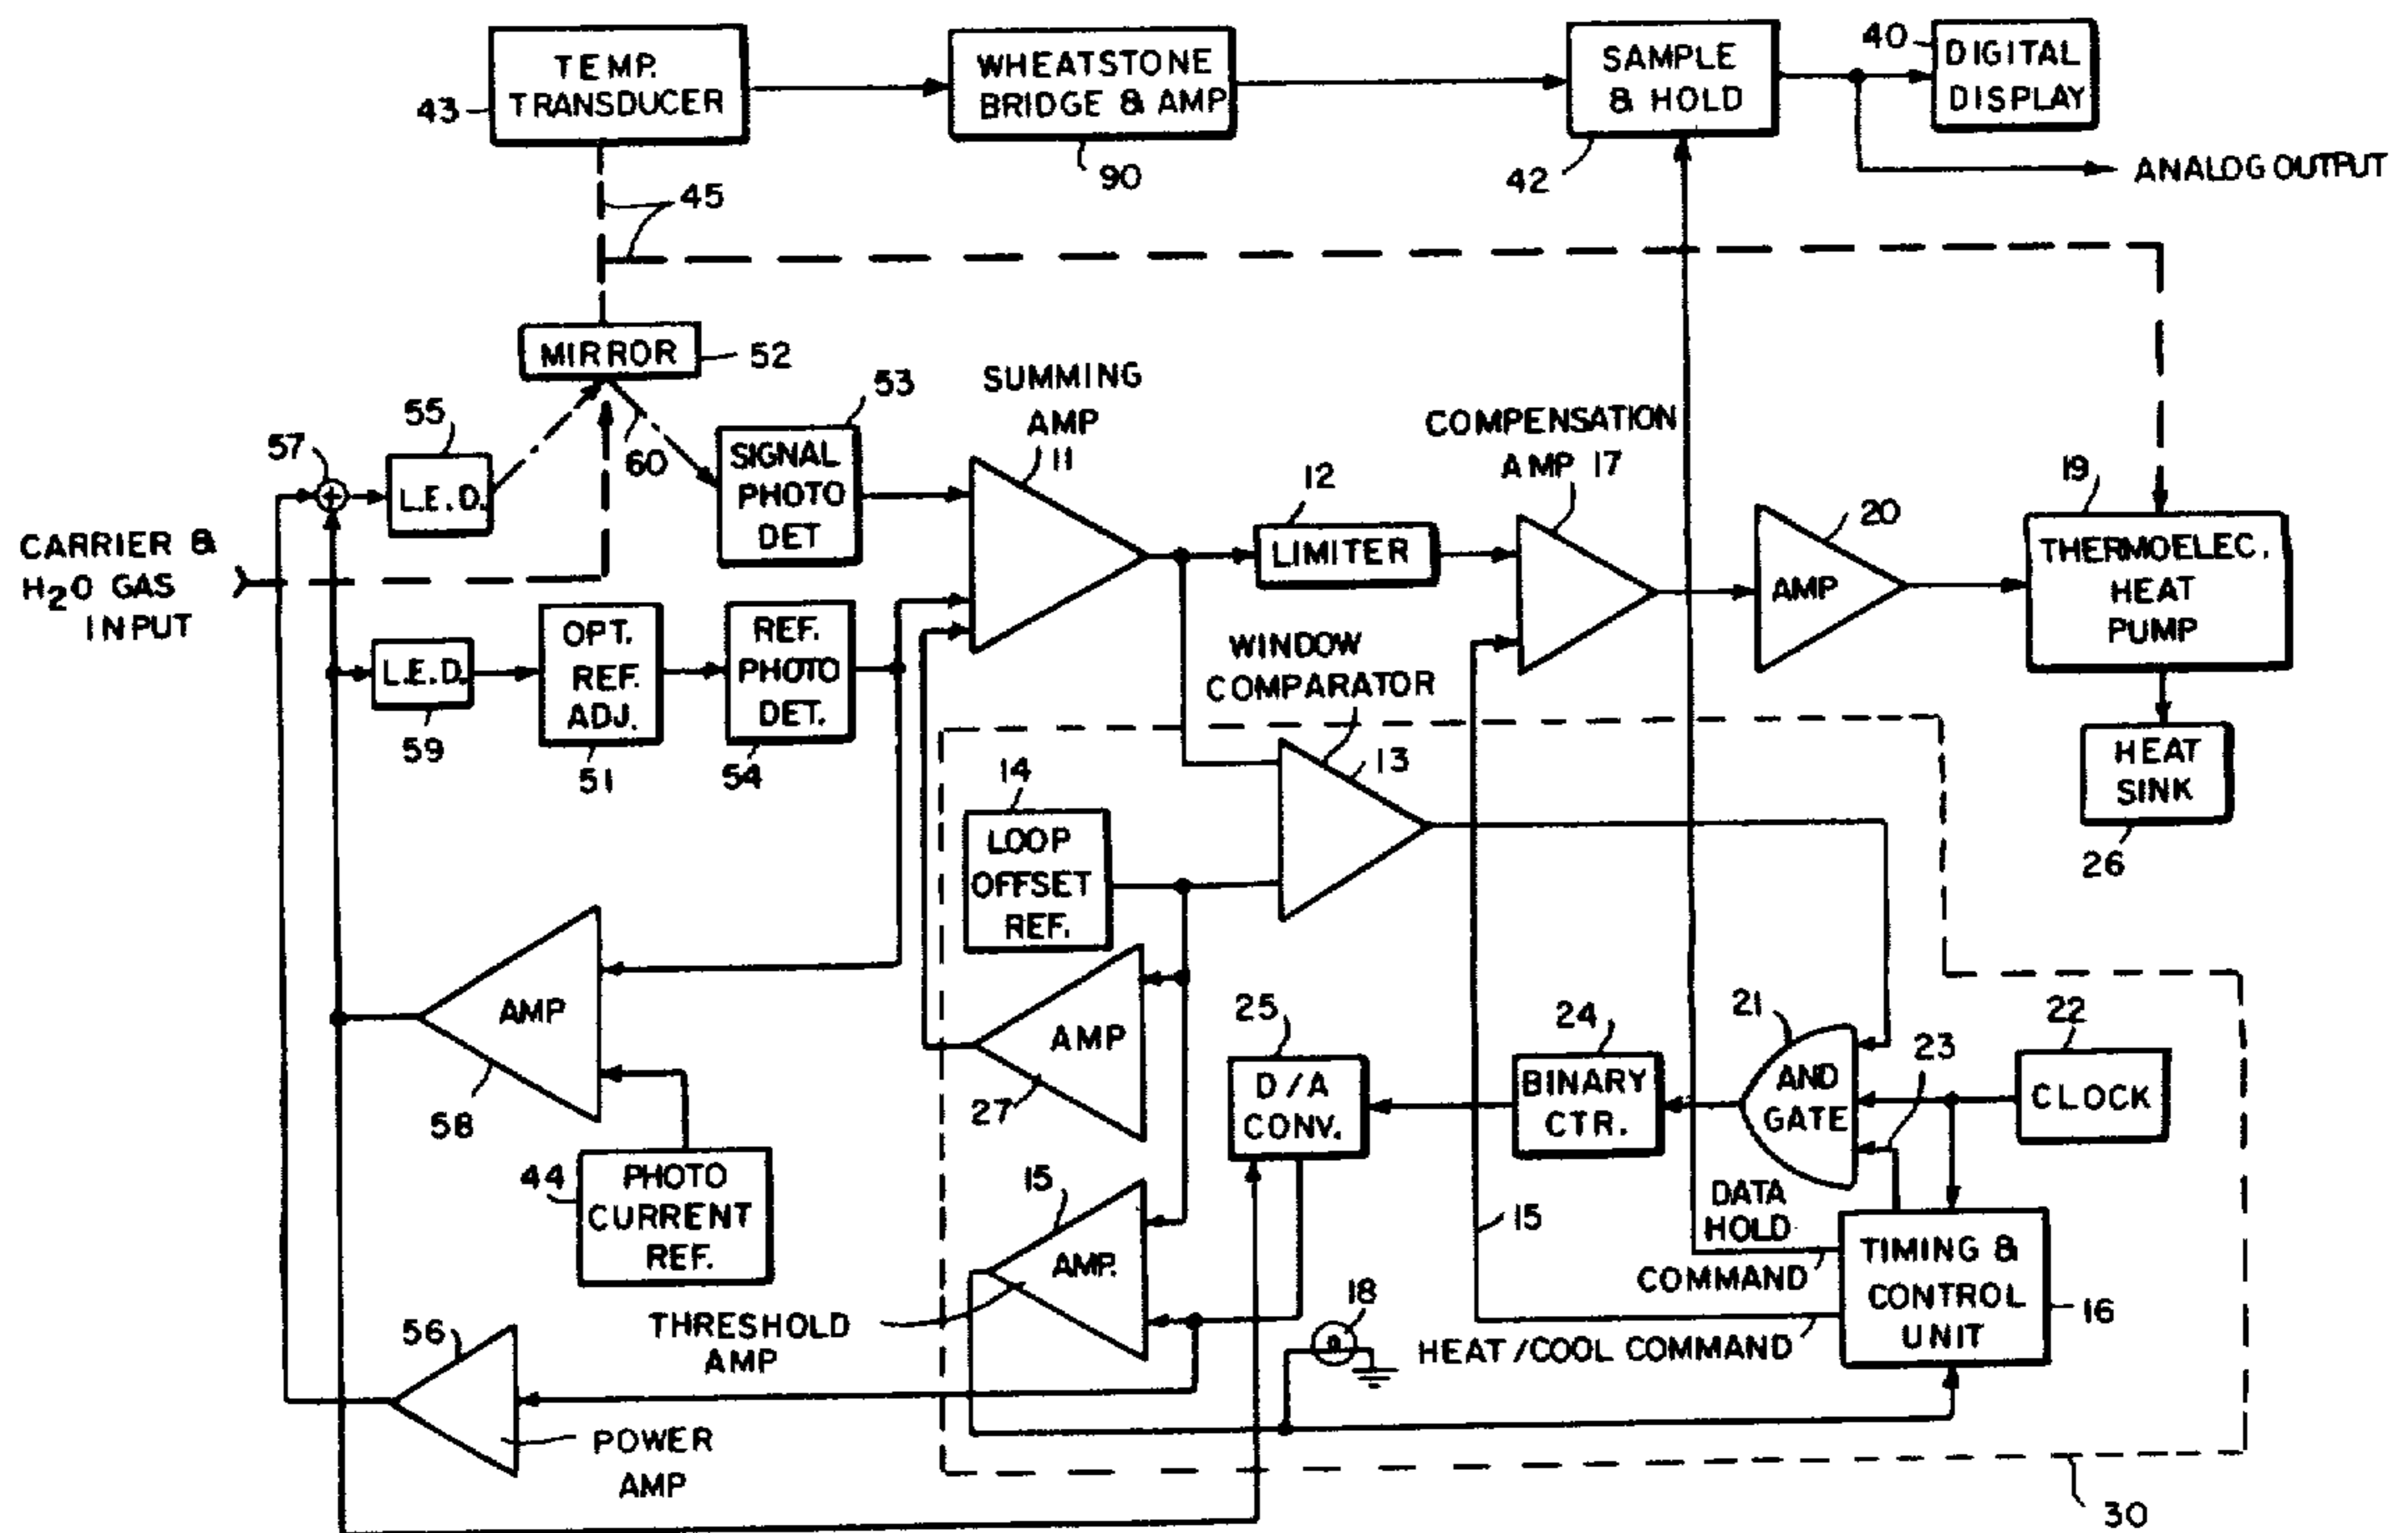 TEMP.
TRANSDUCER
43
WHEATSTONE
BRIDGE & AMP
90
SAMPLE
& HOLD
42
40
DIGITAL
DISPLAY
ANALOG OUTPUT
45
MIRROR
52
60
55
57
L.E.D.
53
SIGNAL
PHOTO
DET
SUMMING
AMP
11
12
LIMITER
COMPENSATION
AMP 17
20
AMP
19
THERMOELEC.
HEAT
PUMP
HEAT
SINK
26
CARRIER &
H2O GAS
INPUT
+
L.E.D.
59
OPT.
REF.
ADJ.
51
REF.
PHOTO
DET.
54
WINDOW
COMPARATOR
13
14
LOOP
OFFSET
REF.
AMP
58
AMP
27
25
D/A
CONV.
24
BINARY
CTR.
21
AND
GATE
23
22
CLOCK
44
PHOTO
CURRENT
REF.
15
AMP.
THRESHOLD
AMP
15
DATA
HOLD
COMMAND
TIMING &
CONTROL
UNIT
16
HEAT/COOL COMMAND
18
56
POWER
AMP
30